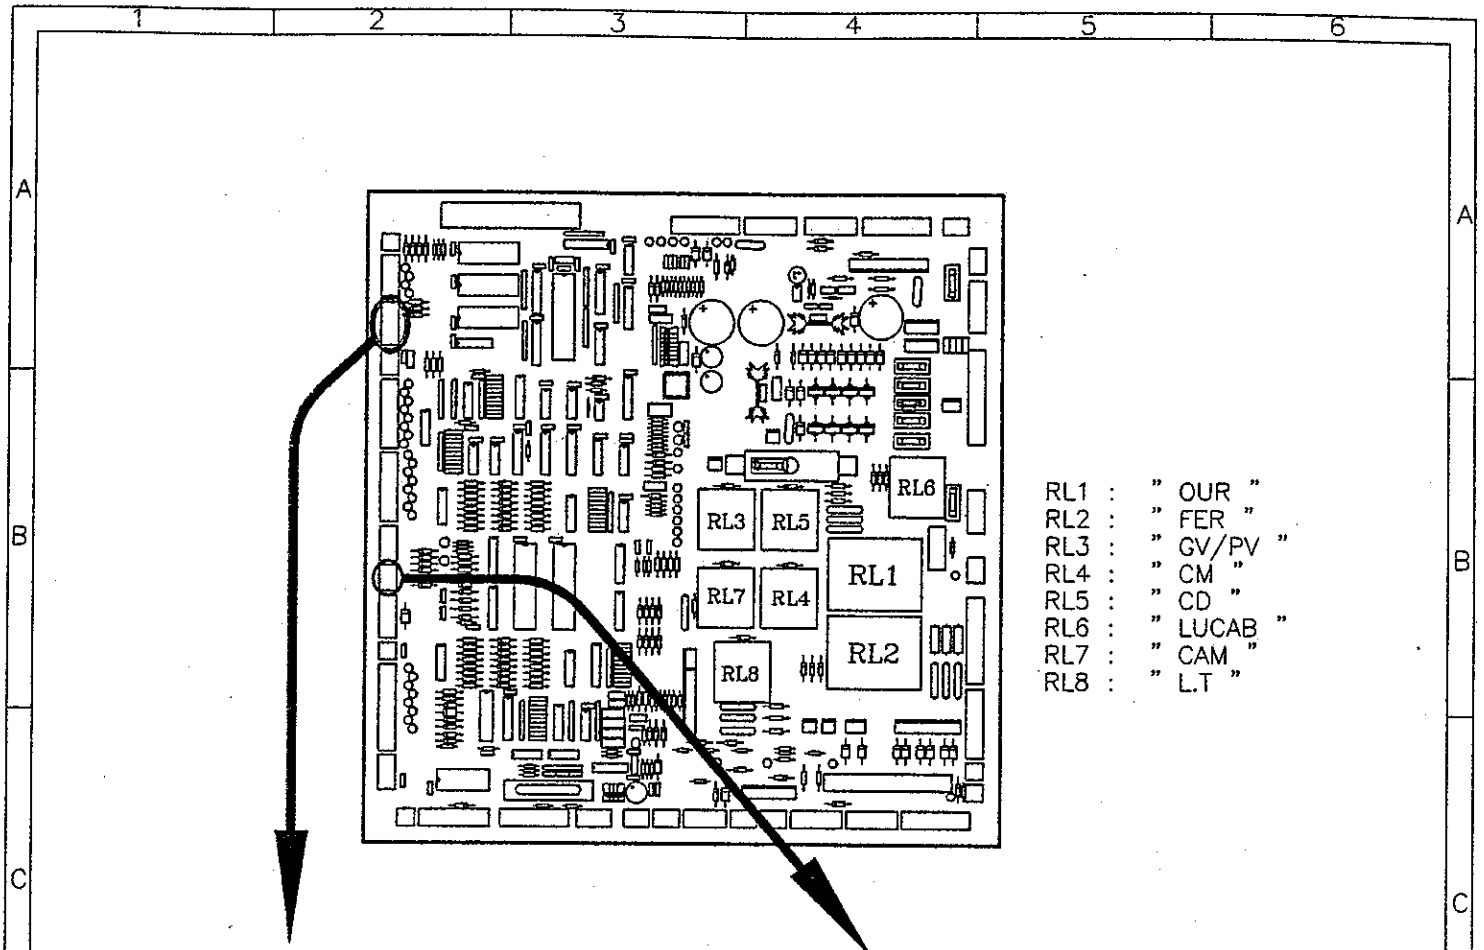 1 2 3 4 5 6
A A
RL6
RL3 RL5
RL1
RL7 RL4
RL2
RL8
RL1 : " OUR "
RL2 : " FER "
RL3 : " GV/PV "
RL4 : " CM "
RL5 : " CD "
RL6 : " LUCAB "
RL7 : " CAM "
RL8 : " L.T "
B B
C C